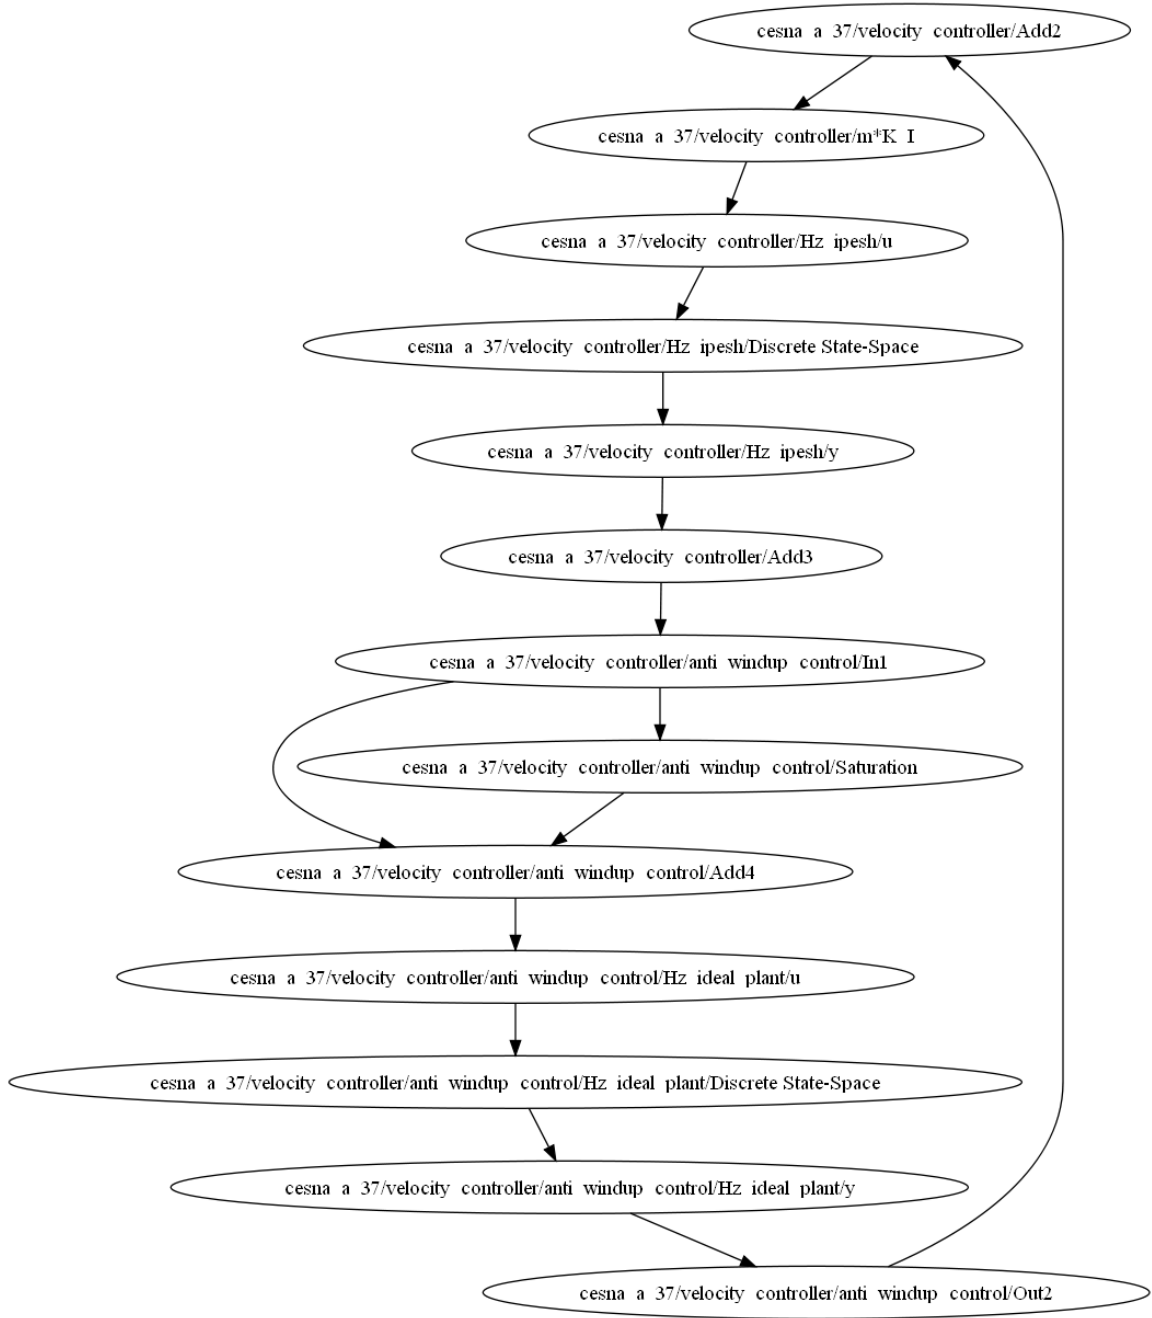 cesna a 37/velocity controller/Add2
cesna a 37/velocity controller/m*K I
cesna a 37/velocity controller/Hz ipesh/u
cesna a 37/velocity controller/Hz ipesh/Discrete State-Space
cesna a 37/velocity controller/Hz ipesh/y
cesna a 37/velocity controller/Add3
cesna a 37/velocity controller/anti windup control/In1
cesna a 37/velocity controller/anti windup control/Saturation
cesna a 37/velocity controller/anti windup control/Add4
cesna a 37/velocity controller/anti windup control/Hz ideal plant/u
cesna a 37/velocity controller/anti windup control/Hz ideal plant/Discrete State-Space
cesna a 37/velocity controller/anti windup control/Hz ideal plant/y
cesna a 37/velocity controller/anti windup control/Out2